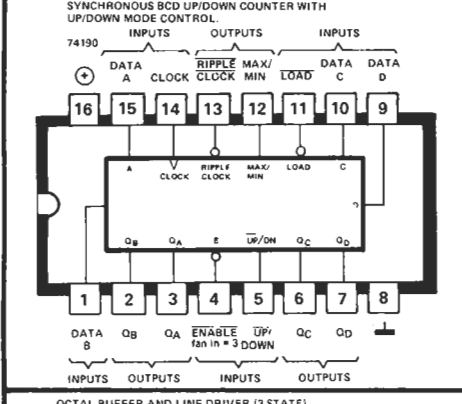 SYNCHRONOUS BCD UP/DOWN COUNTER WITH
UP/DOWN MODE CONTROL.
74190
INPUTS OUTPUTS INPUTS
DATA A CLOCK RIPPLE CLOCK MAX/ MIN LOAD DATA C DATA D
16 15 14 13 12 11 10 9
A CLOCK RIPPLE CLOCK MAX/ MIN LOAD C
QB QA E UP/DN QC QD
1 2 3 4 5 6 7 8
DATA B QB QA ENABLE fan in = 3 UP/ DOWN QC QD
INPUTS OUTPUTS INPUTS OUTPUTS
OCTAL BUFFER AND LINE DRIVER (3 STATE)